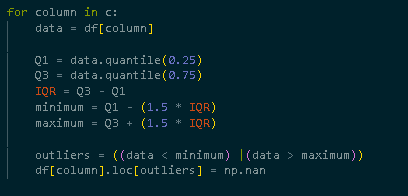 for column in c:
    data = df[column]

    Q1 = data.quantile(0.25)
    Q3 = data.quantile(0.75)
    IQR = Q3 - Q1
    minimum = Q1 - (1.5 * IQR)
    maximum = Q3 + (1.5 * IQR)

    outliers = ((data < minimum) |(data > maximum))
    df[column].loc[outliers] = np.nan